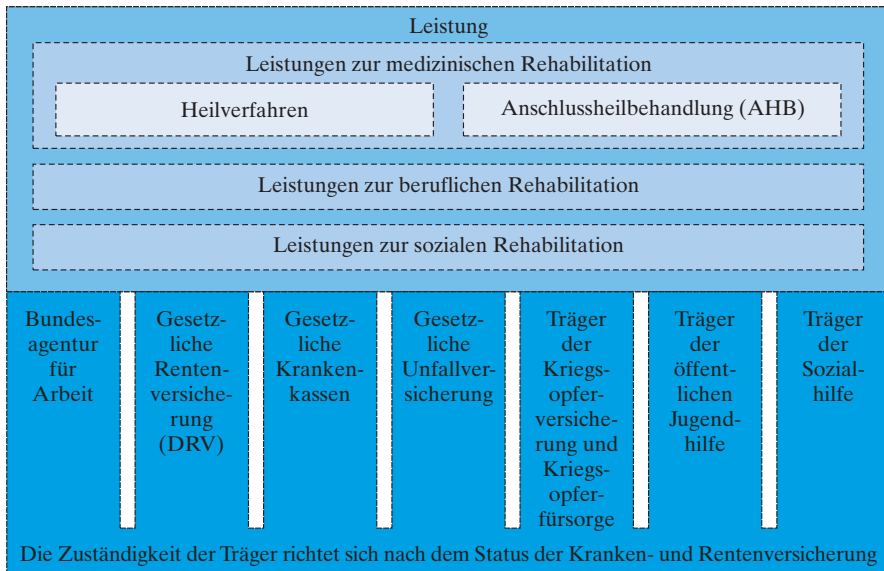 Leistung
Leistungen zur medizinischen Rehabilitation
Heilverfahren
Anschlussheilbehandlung (AHB)
Leistungen zur beruflichen Rehabilitation
Leistungen zur sozialen Rehabilitation
Bundes-
agentur
für
Arbeit
Gesetz-
liche
Renten-
versiche-
rung
(DRV)
Gesetz-
liche
Kranken-
kassen
Gesetz-
liche
Unfallver-
sicherung
Träger
der
Kriegs-
opfer-
versiche-
rung und
Kriegs-
opfer-
fürsorge
Träger
der
öffent-
lichen
Jugend-
hilfe
Träger
der
Sozial-
hilfe
Die Zuständigkeit der Träger richtet sich nach dem Status der Kranken- und Rentenversicherung